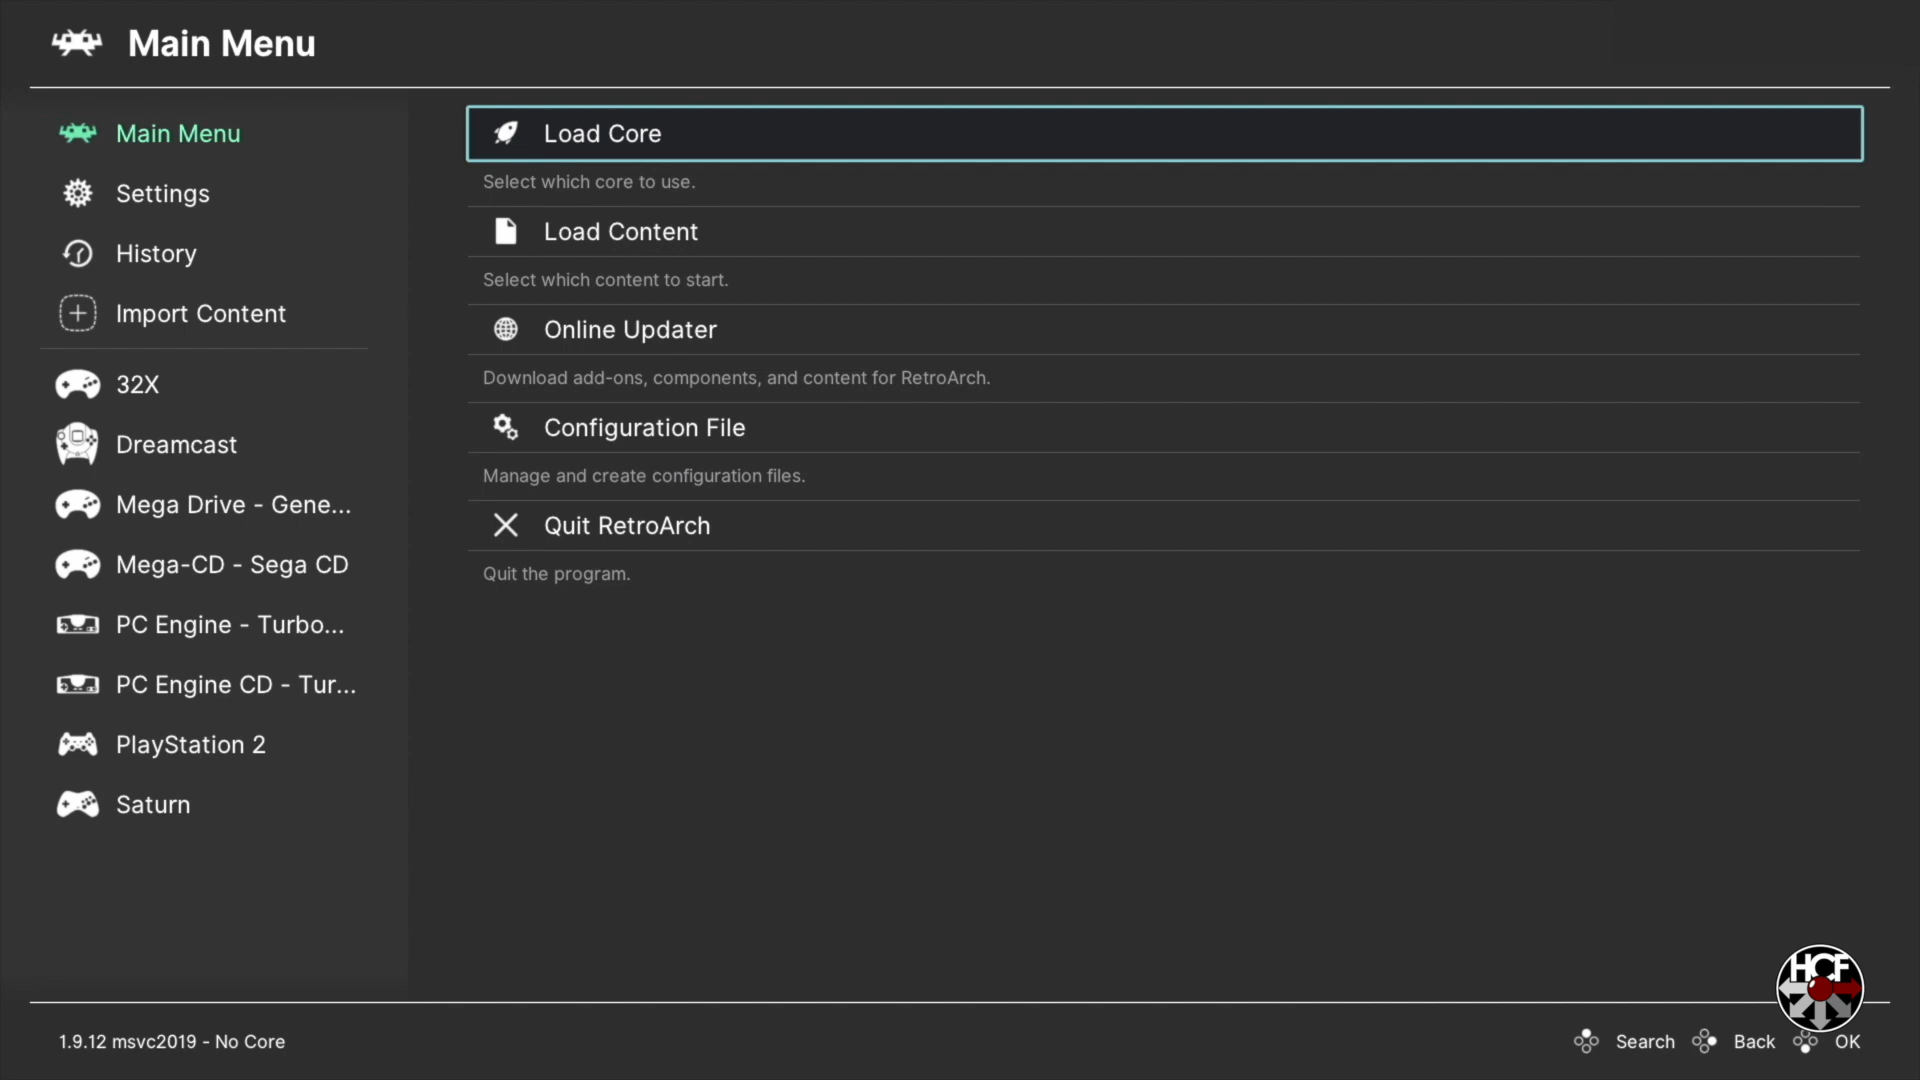 Main Menu
Main Menu
Settings
History
Import Content
32X
Dreamcast
Mega Drive - Gene...
Mega-CD - Sega CD
PC Engine - Turbo...
PC Engine CD - Tur...
PlayStation 2
Saturn
Load Core
Select which core to use.
Load Content
Select which content to start.
Online Updater
Download add-ons, components, and content for RetroArch.
Configuration File
Manage and create configuration files.
Quit RetroArch
Quit the program.
HCF
1.9.12 msvc2019 - No Core
Search Back OK